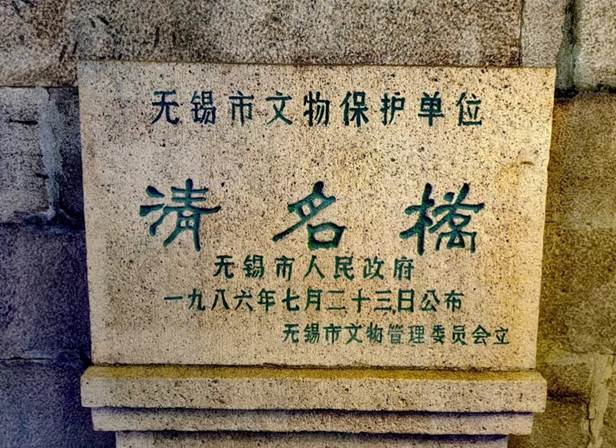 无锡市文物保护单位
清名橋
无锡市人民政府
一九八六年七月二十三日公布
无锡市文物管理委员会立